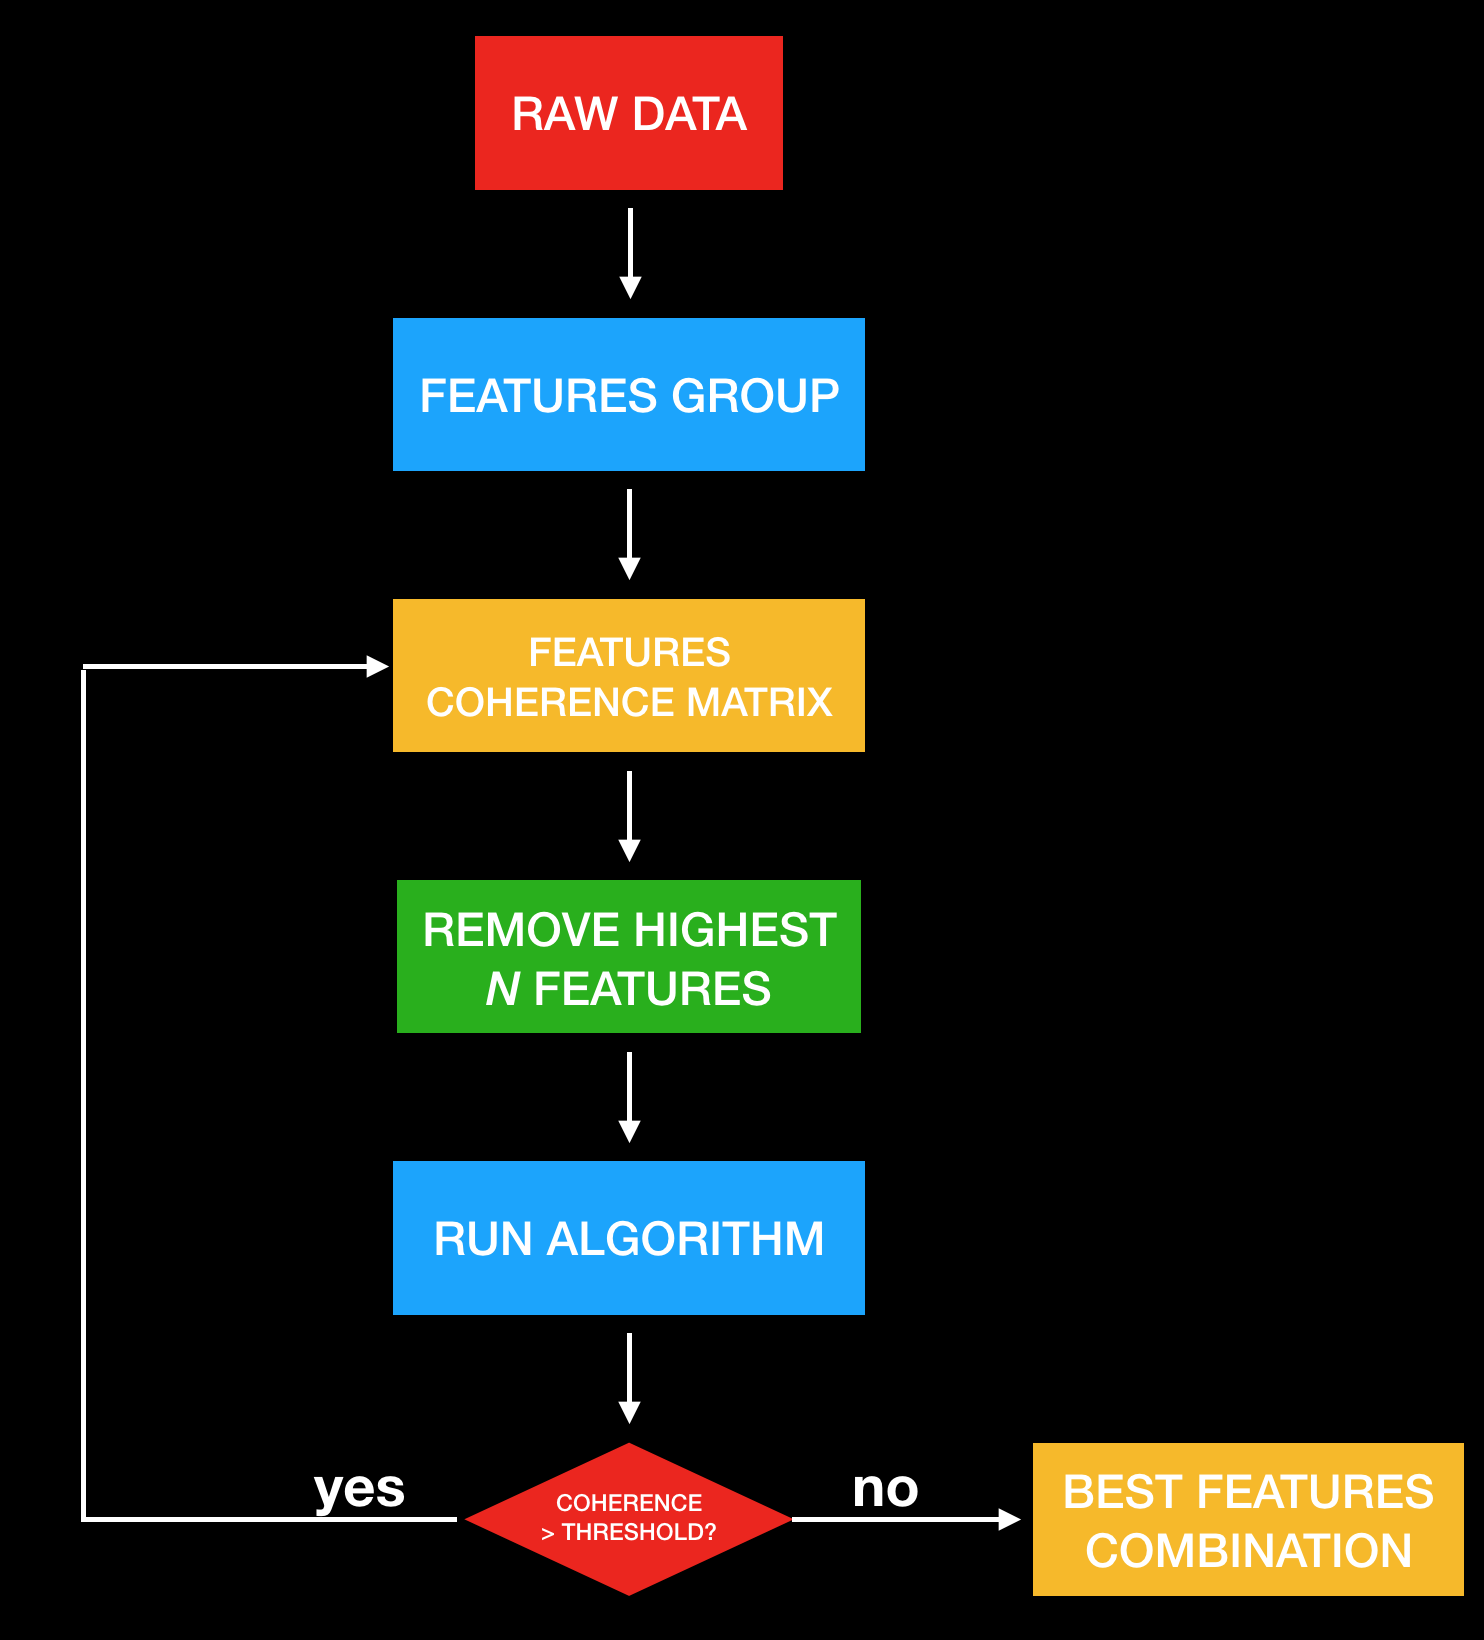 RAW DATA
FEATURES GROUP
FEATURES
COHERENCE MATRIX
REMOVE HIGHEST
N FEATURES
RUN ALGORITHM
yes
COHERENCE
> THRESHOLD?
no
BEST FEATURES
COMBINATION